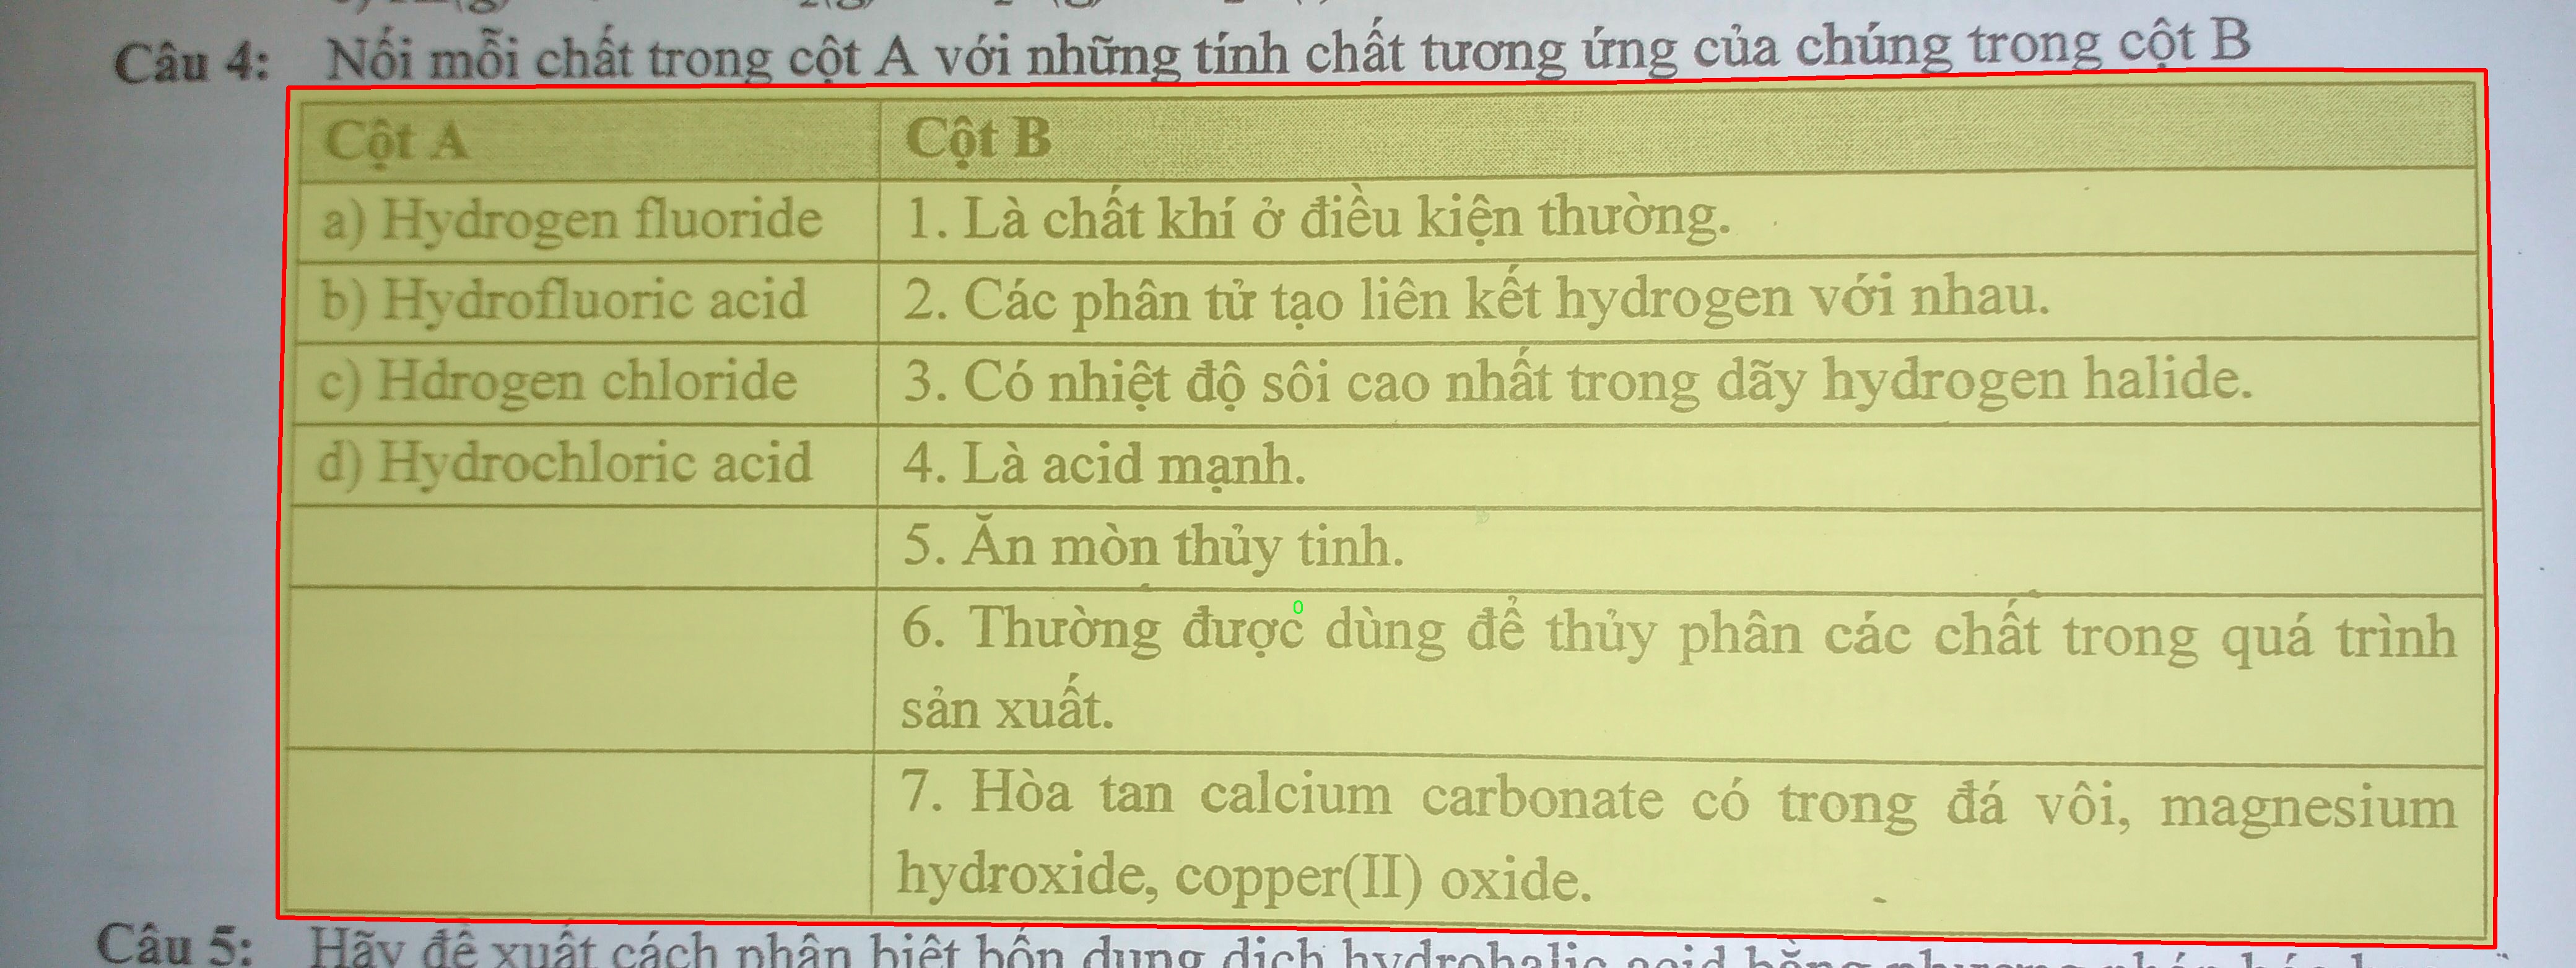 Câu 4: Nối mỗi chất trong cột A với những tính chất tương ứng của chúng trong cột B
Cột A Cột B
a) Hydrogen fluoride 1. Là chất khí ở điều kiện thường.
b) Hydrofluoric acid 2. Các phân tử tạo liên kết hydrogen với nhau.
c) Hdrogen chloride 3. Có nhiệt độ sôi cao nhất trong dãy hydrogen halide.
d) Hydrochloric acid 4. Là acid mạnh.
5. Ăn mòn thủy tinh.
0
6. Thường được dùng để thủy phân các chất trong quá trình
sản xuất.
7. Hòa tan calcium carbonate có trong đá vôi, magnesium
hydroxide, copper(II) oxide.
Câu 5: Hãy đề xuất cách phân biệt bốn dung dịch hydrohalic acid bằng